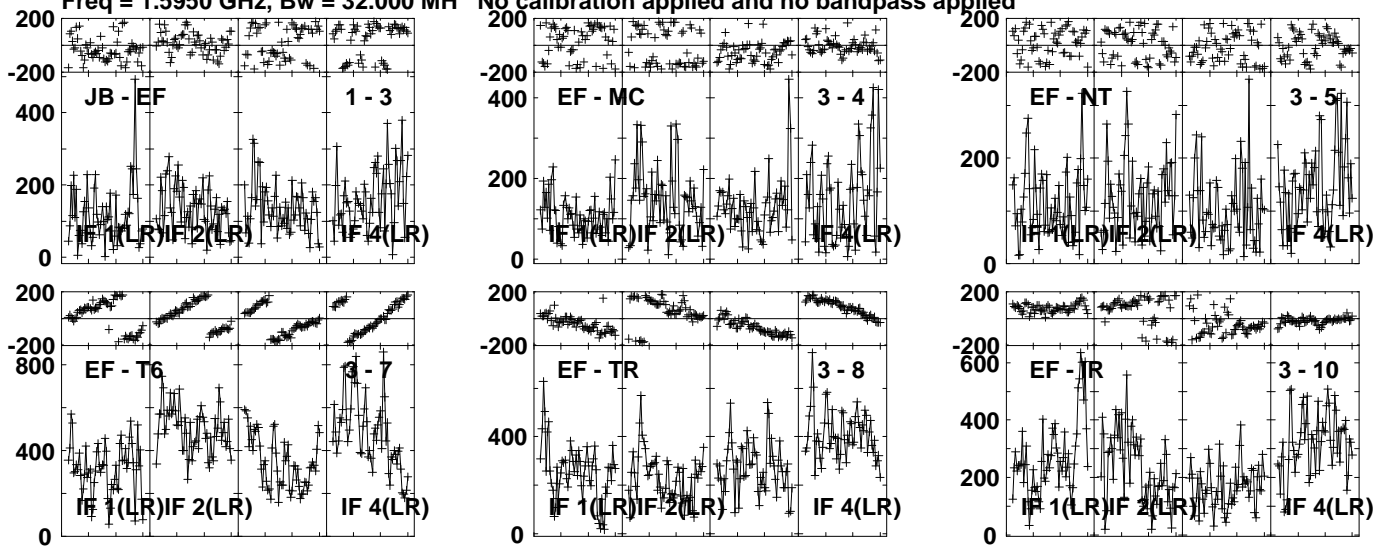 Freq = 1.5950 GHz, Bw = 32.000 MH No calibration applied and no bandpass applied
200
-200
400
200
0
JB - EF
1 - 3
IF 1(LR)
IF 2(LR)
IF 4(LR)
200
-200
400
200
0
EF - MC
3 - 4
IF 1(LR)
IF 2(LR)
IF 4(LR)
200
-200
200
0
EF - NT
3 - 5
IF 1(LR)
IF 2(LR)
IF 4(LR)
200
-200
800
600
400
200
0
EF - T6
3 - 7
IF 1(LR)
IF 2(LR)
IF 4(LR)
200
-200
400
0
EF - TR
3 - 8
IF 1(LR)
IF 2(LR)
IF 4(LR)
200
-200
600
400
200
0
EF - IR
3 - 10
IF 1(LR)
IF 2(LR)
IF 4(LR)